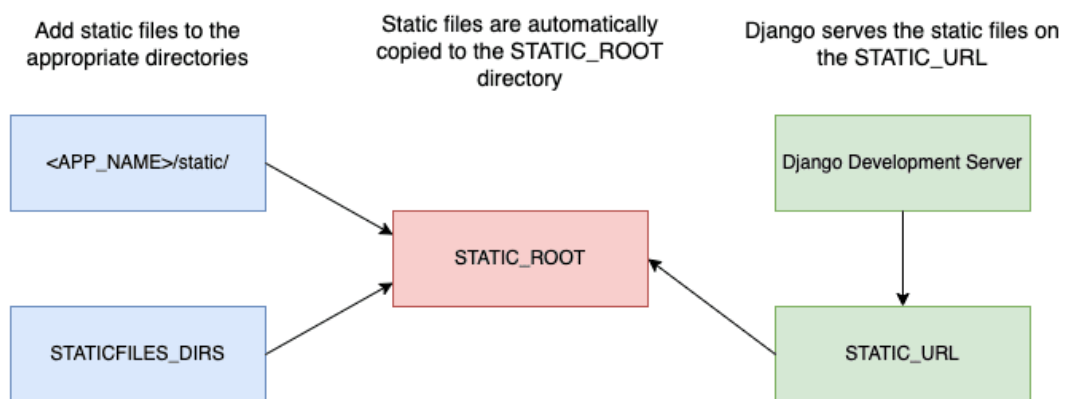 Add static files to the
appropriate directories
Static files are automatically
copied to the STATIC_ROOT
directory
Django serves the static files on
the STATIC_URL
<APP_NAME>/static/
Django Development Server
STATIC_ROOT
STATICFILES_DIRS
STATIC_URL